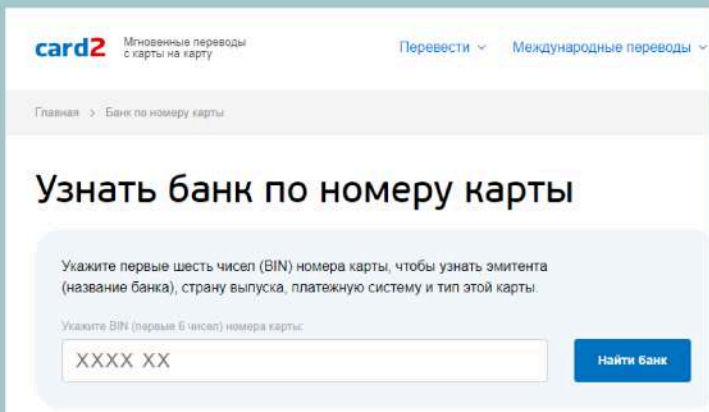 card2
Мгновенные переводы
с карты на карту
Перевести
Международные переводы
Главная > Банк по номеру карты
Узнать банк по номеру карты
Укажите первые шесть чисел (BIN) номера карты, чтобы узнать эмитента
(название банка), страну выпуска, платежную систему и тип этой карты.
Укажите BIN (первые 6 чисел) номера карты:
XXXX XX
Найти банк